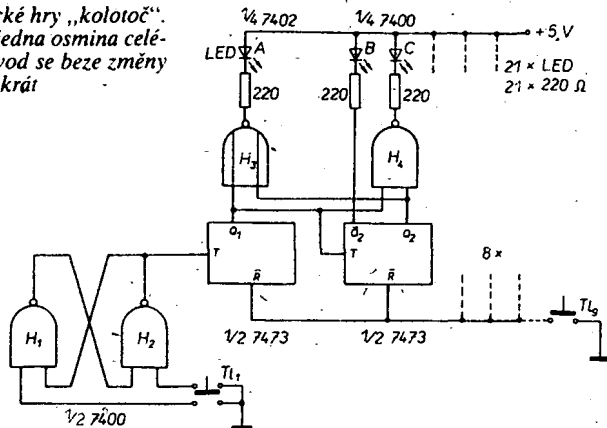 ické hry „kolotoč“.
jedna osmina celé-
vod se beze změny
krát
1/4 7402
1/4 7400
+5 V
LED
A
B
C
21 × LED
21 × 220 Ω
220
220
220
H3
H4
Q1
Q̄2
Q2
T
T
R̄
R̄
8×
Tl9
1/2 7473
1/2 7473
H1
H2
Tl1
1/2 7400